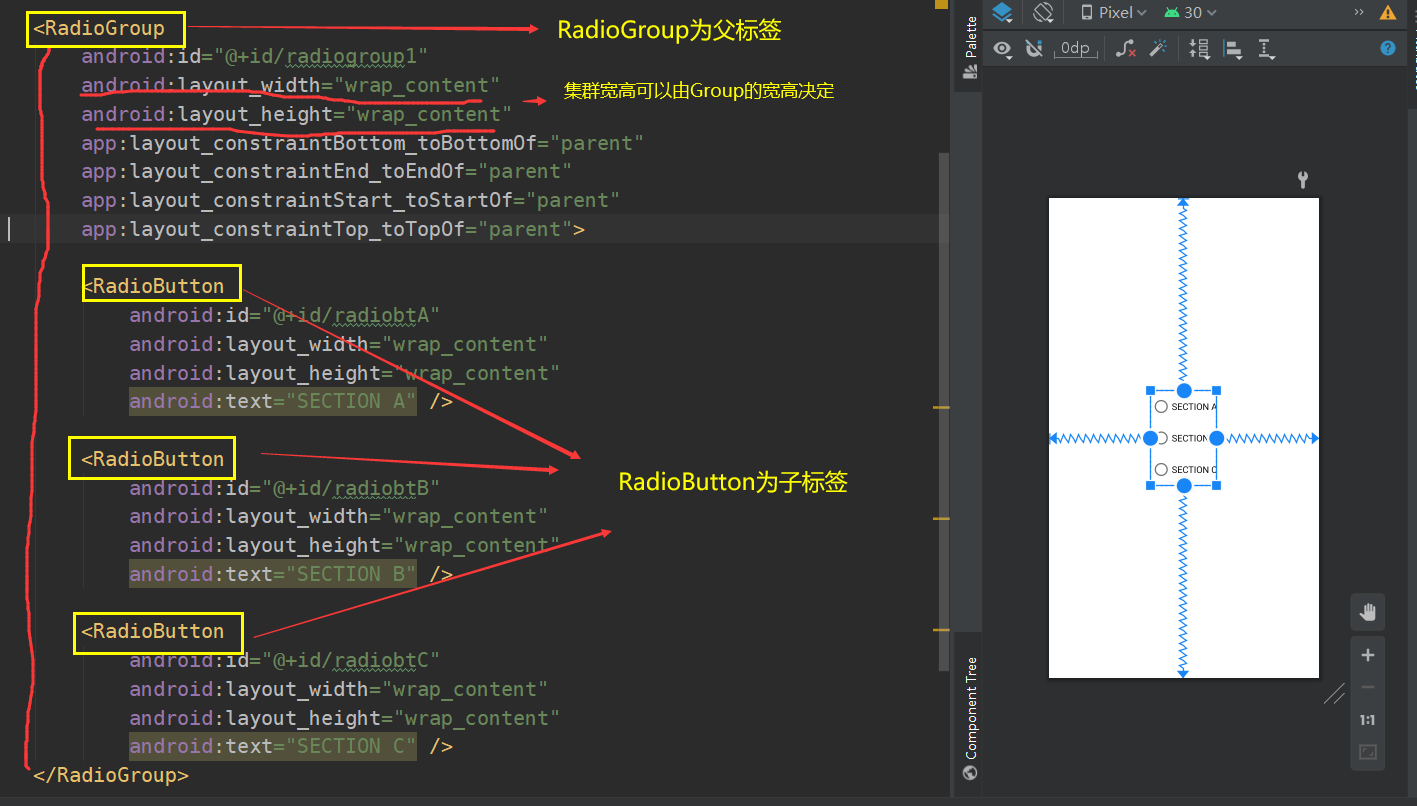 <RadioGroup
RadioGroup为父标签
android:id="@+id/radiogroup1"
android:layout_width="wrap_content"
集群宽高可以由Group的宽高决定
android:layout_height="wrap_content"
app:layout_constraintBottom_toBottomOf="parent"
app:layout_constraintEnd_toEndOf="parent"
app:layout_constraintStart_toStartOf="parent"
app:layout_constraintTop_toTopOf="parent">
<RadioButton
android:id="@+id/radiobtA"
android:layout_width="wrap_content"
android:layout_height="wrap_content"
android:text="SECTION A" />
<RadioButton
RadioButton为子标签
android:id="@+id/radiobtB"
android:layout_width="wrap_content"
android:layout_height="wrap_content"
android:text="SECTION B" />
<RadioButton
android:id="@+id/radiobtC"
android:layout_width="wrap_content"
android:layout_height="wrap_content"
android:text="SECTION C" />
</RadioGroup>
Palette
Component Tree
Pixel
30
0dp
SECTION A
SECTION
SECTION C
1:1